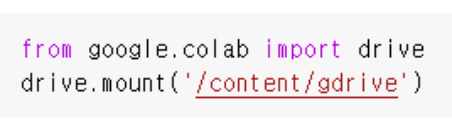 from google.colab import drive
drive.mount('/content/gdrive')